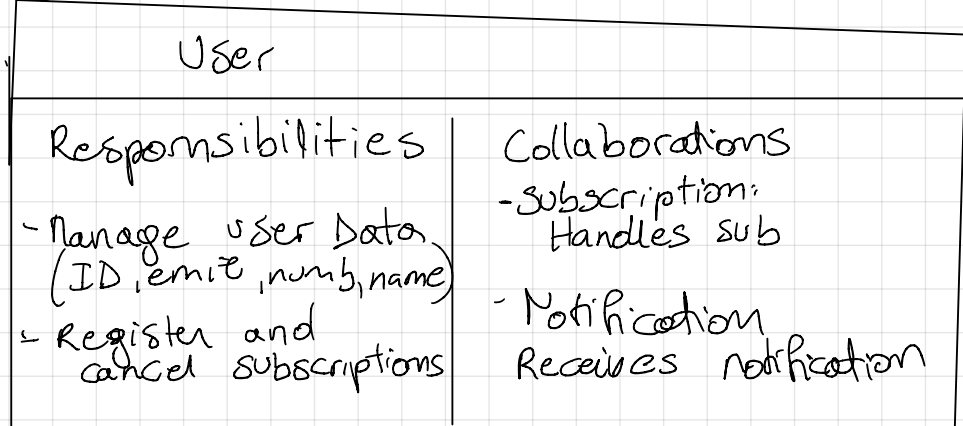 User
Responsibilities
- Manage User Data
(ID, emil, numb, name)
- Register and
cancel subscriptions
Collaborations
- Subscription:
Handles sub
- Notification
Receives notification